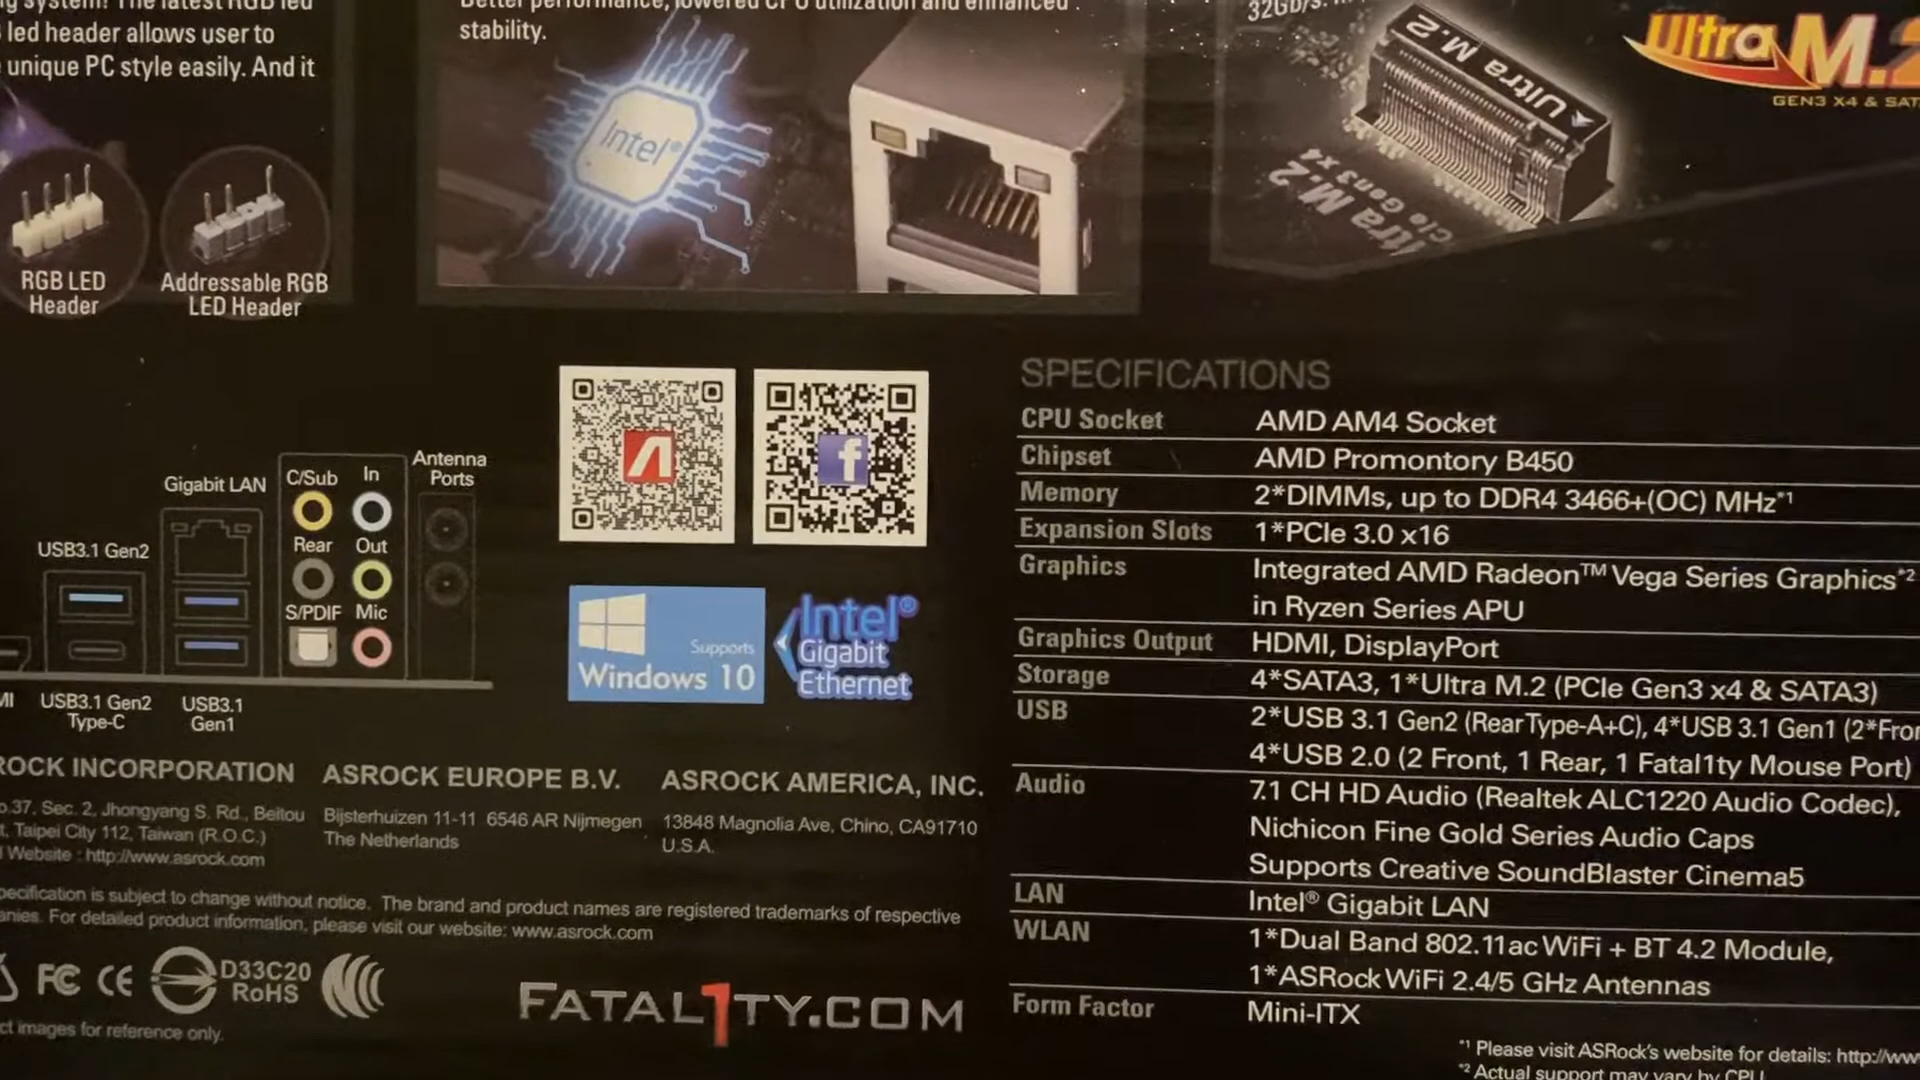 system! The latest RGB led
led header allows user to
unique PC style easily. And it
RGB LED
Header
Addressable RGB
LED Header
Better performance, lowered CPU utilization and enhanced
stability.
Intel®
32Gb/s.
Ultra M.2
Ultra M.2
GEN3 X4 & SAT
Gigabit LAN
C/Sub
In
Antenna
Ports
USB3.1 Gen2
Rear
Out
S/PDIF
Mic
USB3.1 Gen2
Type-C
USB3.1
Gen1
Supports
Windows 10
Intel®
Gigabit
Ethernet
SPECIFICATIONS
CPU Socket AMD AM4 Socket
Chipset AMD Promontory B450
Memory 2*DIMMs, up to DDR4 3466+(OC) MHz*1
Expansion Slots 1*PCIe 3.0 x16
Graphics Integrated AMD Radeon™ Vega Series Graphics*2
in Ryzen Series APU
Graphics Output HDMI, DisplayPort
Storage 4*SATA3, 1*Ultra M.2 (PCIe Gen3 x4 & SATA3)
USB 2*USB 3.1 Gen2 (Rear Type-A+C), 4*USB 3.1 Gen1 (2*Fro
4*USB 2.0 (2 Front, 1 Rear, 1 Fatal1ty Mouse Port)
Audio 7.1 CH HD Audio (Realtek ALC1220 Audio Codec),
Nichicon Fine Gold Series Audio Caps
Supports Creative SoundBlaster Cinema5
LAN Intel® Gigabit LAN
WLAN 1*Dual Band 802.11ac WiFi + BT 4.2 Module,
1*ASRock WiFi 2.4/5 GHz Antennas
Form Factor Mini-ITX
*1 Please visit ASRock's website for details: http://ww
*2 Actual support may vary by CPU
ROCK INCORPORATION
o.37, Sec. 2, Jhongyang S. Rd., Beitou
t, Taipei City 112, Taiwan (R.O.C.)
Website : http://www.asrock.com
ASROCK EUROPE B.V.
Bijsterhuizen 11-11 6546 AR Nijmegen
The Netherlands
ASROCK AMERICA, INC.
13848 Magnolia Ave, Chino, CA91710
U.S.A.
pecification is subject to change without notice. The brand and product names are registered trademarks of respective
anies. For detailed product information, please visit our website: www.asrock.com
FC CE
D33C20
RoHS
FATAL1TY.COM
ct images for reference only.